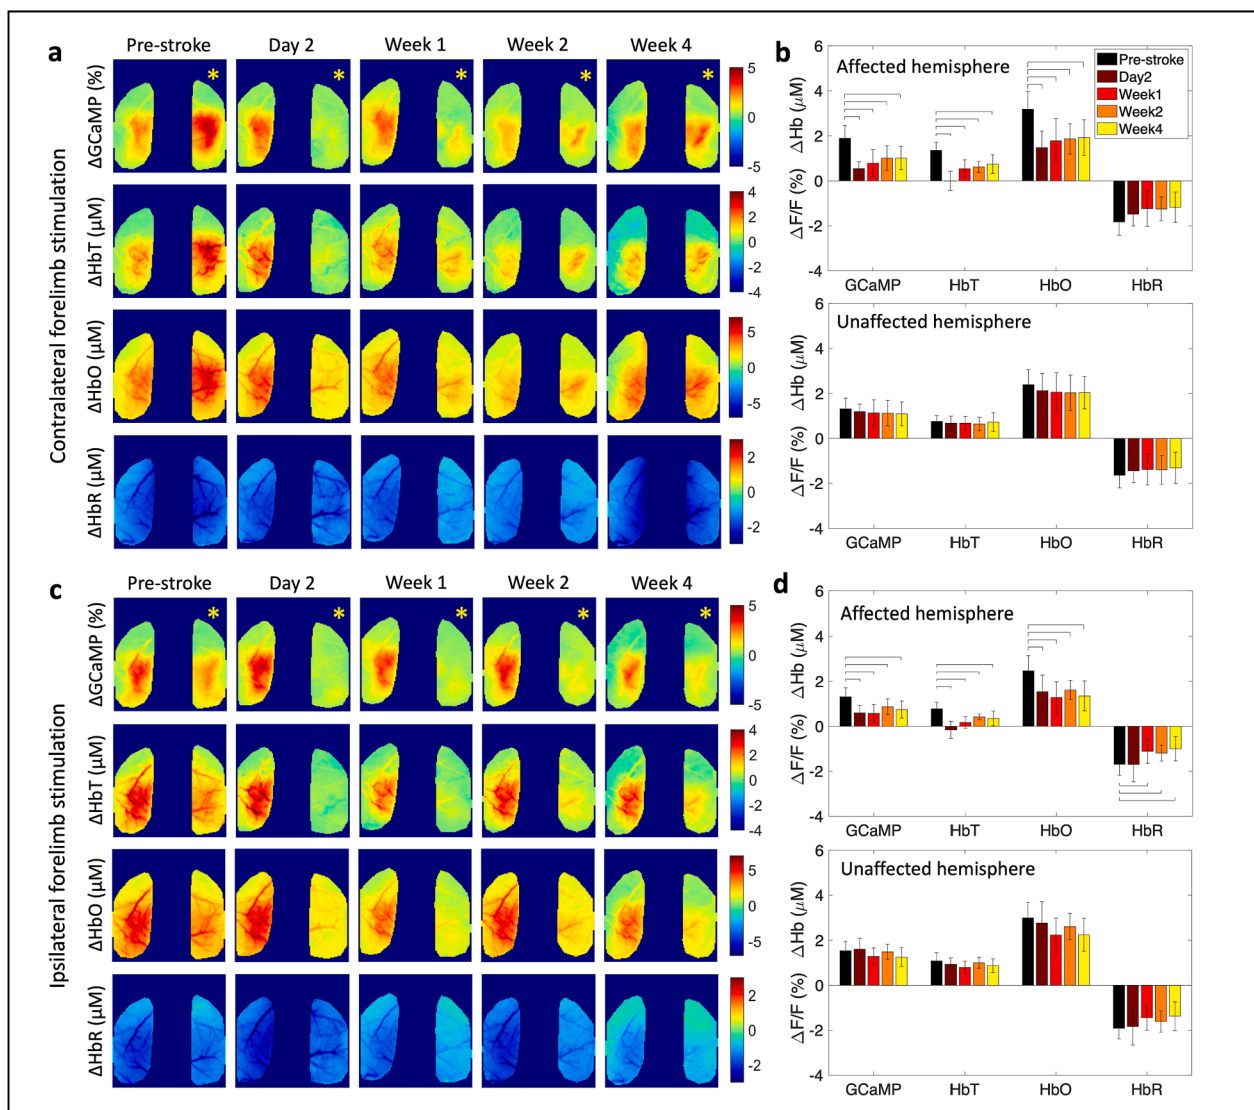 a
Pre-stroke Day 2 Week 1 Week 2 Week 4
Contralateral forelimb stimulation
ΔGCaMP (%)
* * * * *
5
0
-5
ΔHbT (μM)
4
2
0
-2
-4
ΔHbO (μM)
5
0
-5
ΔHbR (μM)
2
0
-2
b
Affected hemisphere
Pre-stroke
Day2
Week1
Week2
Week4
ΔF/F (%) ΔHb (μM)
6
4
2
0
-2
-4
GCaMP HbT HbO HbR
Unaffected hemisphere
ΔF/F (%) ΔHb (μM)
6
4
2
0
-2
-4
GCaMP HbT HbO HbR
c
Pre-stroke Day 2 Week 1 Week 2 Week 4
Ipsilateral forelimb stimulation
ΔGCaMP (%)
* * * * *
5
0
-5
ΔHbT (μM)
4
2
0
-2
-4
ΔHbO (μM)
5
0
-5
ΔHbR (μM)
2
0
-2
d
Affected hemisphere
ΔF/F (%) ΔHb (μM)
6
4
2
0
-2
-4
GCaMP HbT HbO HbR
Unaffected hemisphere
ΔF/F (%) ΔHb (μM)
6
4
2
0
-2
-4
GCaMP HbT HbO HbR